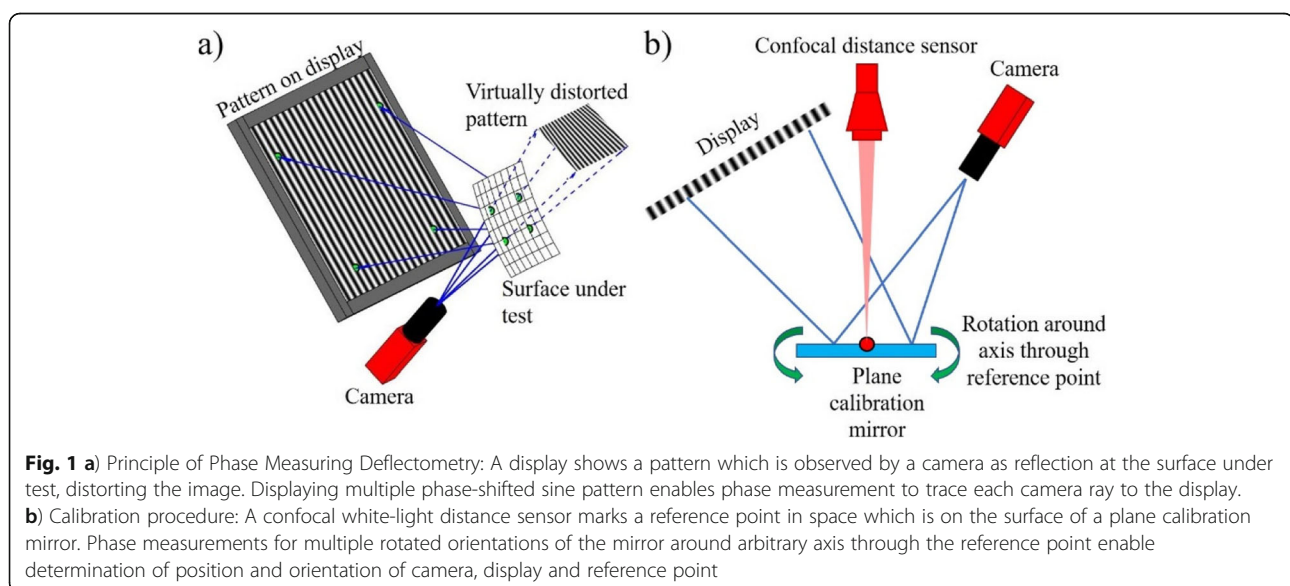 a)
Pattern on display
Virtually distorted
pattern
Surface under
test
Camera
b)
Confocal distance sensor
Camera
Display
Rotation around
axis through
reference point
Plane
calibration
mirror
Fig. 1 a) Principle of Phase Measuring Deflectometry: A display shows a pattern which is observed by a camera as reflection at the surface under
test, distorting the image. Displaying multiple phase-shifted sine pattern enables phase measurement to trace each camera ray to the display.
b) Calibration procedure: A confocal white-light distance sensor marks a reference point in space which is on the surface of a plane calibration
mirror. Phase measurements for multiple rotated orientations of the mirror around arbitrary axis through the reference point enable
determination of position and orientation of camera, display and reference point